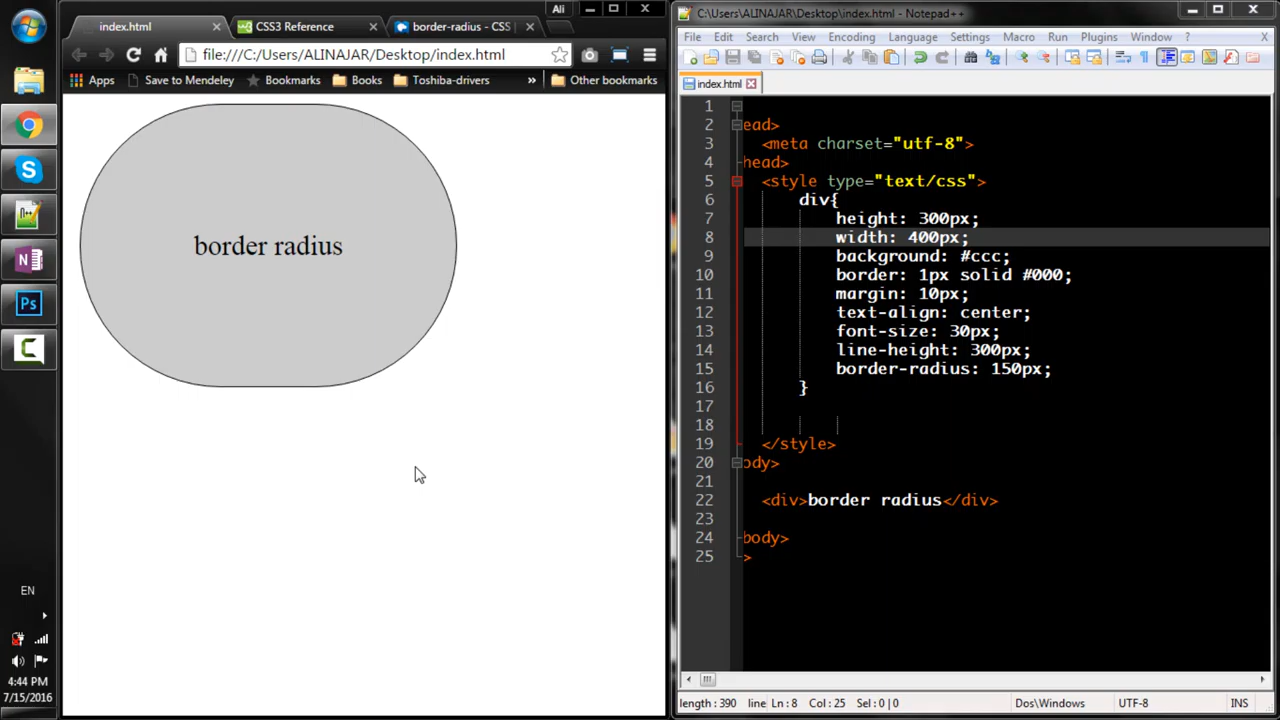 index.html
CSS3 Reference
border-radius - CSS
Ali
file:///C:/Users/ALINAJAR/Desktop/index.html
Apps
Save to Mendeley
Bookmarks
Books
Toshiba-drivers
»
Other bookmarks
border radius
EN
4:44 PM
7/15/2016
C:\Users\ALINAJAR\Desktop\index.html - Notepad++
File Edit Search View Encoding Language Settings Macro Run Plugins Window ? X
index.html
1
2 ead>
3 <meta charset="utf-8">
4 head>
5 <style type="text/css">
6 div{
7 height: 300px;
8 width: 400px;
9 background: #ccc;
10 border: 1px solid #000;
11 margin: 10px;
12 text-align: center;
13 font-size: 30px;
14 line-height: 300px;
15 border-radius: 150px;
16 }
17
18
19 </style>
20 ody>
21
22 <div>border radius</div>
23
24 body>
25 >
length : 390 line Ln : 8 Col : 25 Sel : 0 | 0 Dos\Windows UTF-8 INS